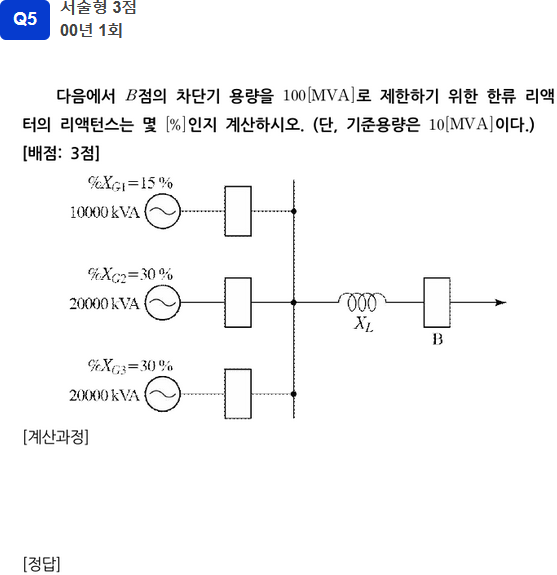 Q5
서술형 3점
00년 1회
다음에서 B점의 차단기 용량을 100[MVA]로 제한하기 위한 한류 리액
터의 리액턴스는 몇 [%]인지 계산하시오. (단, 기준용량은 10[MVA]이다.)
[배점: 3점]
%X_{G1}=15%
10000 kVA
%X_{G2}=30%
20000 kVA
X_L
B
%X_{G3}=30%
20000 kVA
[계산과정]
[정답]